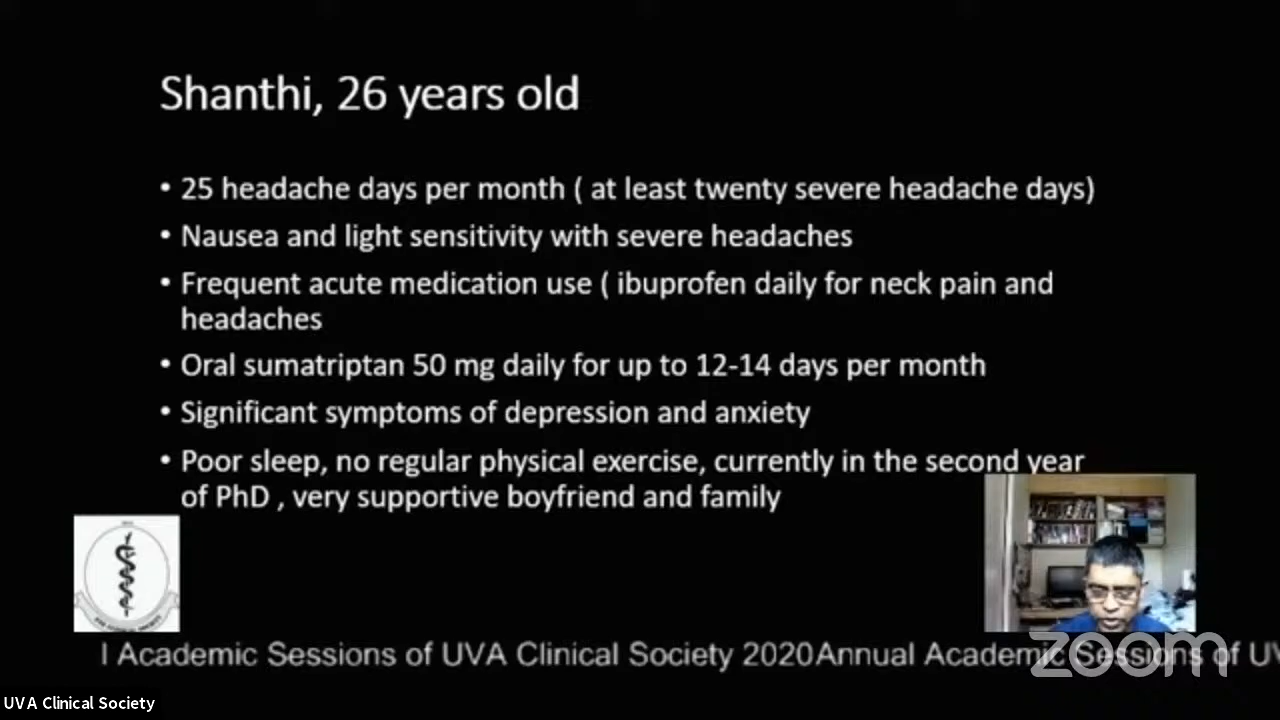 Shanthi, 26 years old
• 25 headache days per month ( at least twenty severe headache days)
• Nausea and light sensitivity with severe headaches
• Frequent acute medication use ( ibuprofen daily for neck pain and
headaches
• Oral sumatriptan 50 mg daily for up to 12-14 days per month
• Significant symptoms of depression and anxiety
• Poor sleep, no regular physical exercise, currently in the second year
of PhD , very supportive boyfriend and family
l Academic Sessions of UVA Clinical Society 2020Annual Academic Sessions of U
zoom
UVA Clinical Society